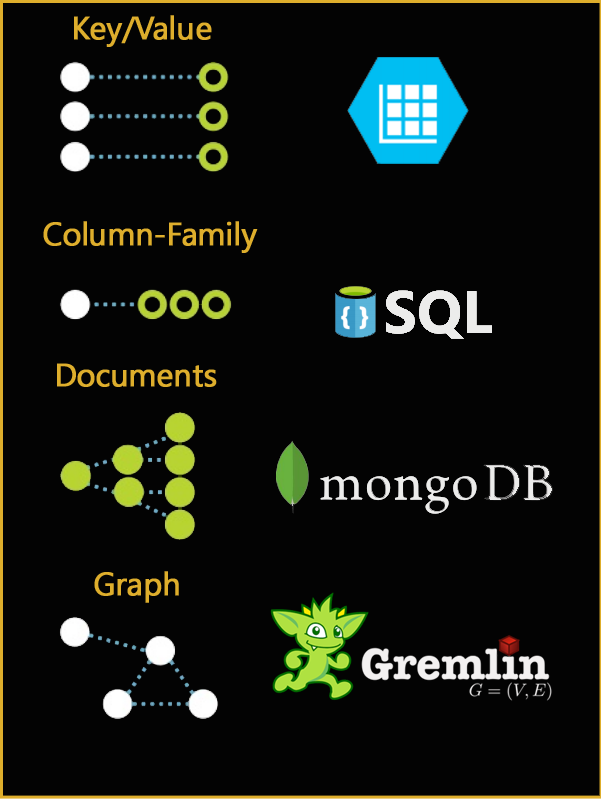 Key/Value
Column-Family
{ } SQL
Documents
mongoDB
Graph
Gremlin
G = (V, E)